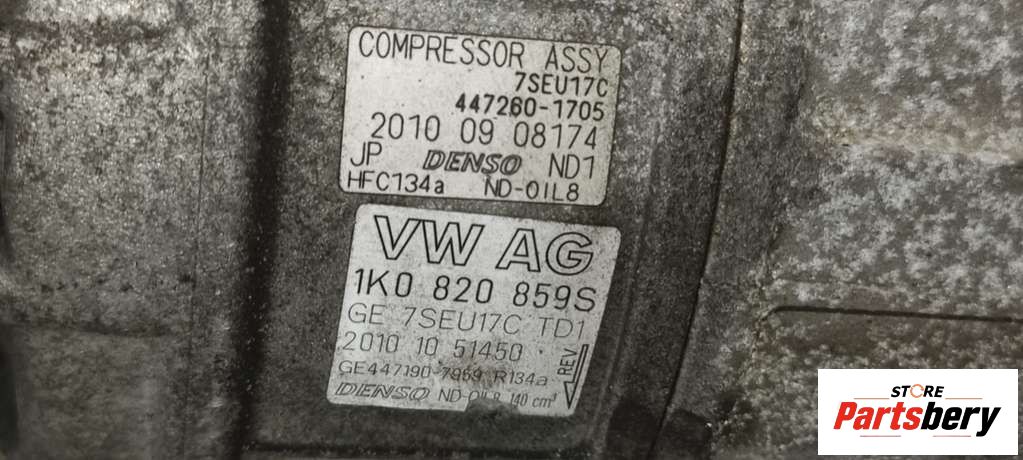 COMPRESSOR ASSY
7SEU17C
447260-1705
2010 09 08174
JP DENSO ND1
HFC134a ND-OIL8
VW AG
1K0 820 859S
GE 7SEU17C TD1
2010 10 51450
REV.
GE447190-7959 R134a
DENSO ND-OIL8 140 cm³
STORE
Partsbery